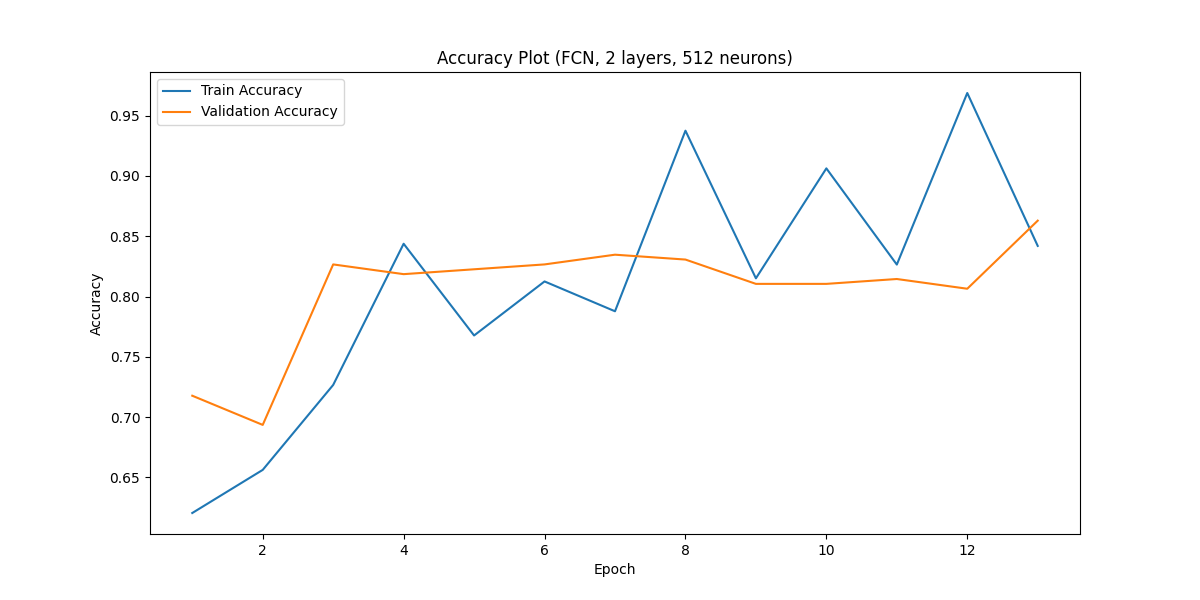 Accuracy Plot (FCN, 2 layers, 512 neurons)
Train Accuracy
Validation Accuracy
0.95
0.90
0.85
0.80
0.75
0.70
0.65
Accuracy
2 4 6 8 10 12
Epoch